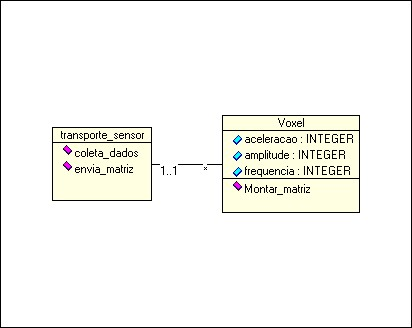 transporte_sensor
coleta_dados
envia_matriz
1..1
*
Voxel
aceleracao : INTEGER
amplitude : INTEGER
frequencia : INTEGER
Montar_matriz